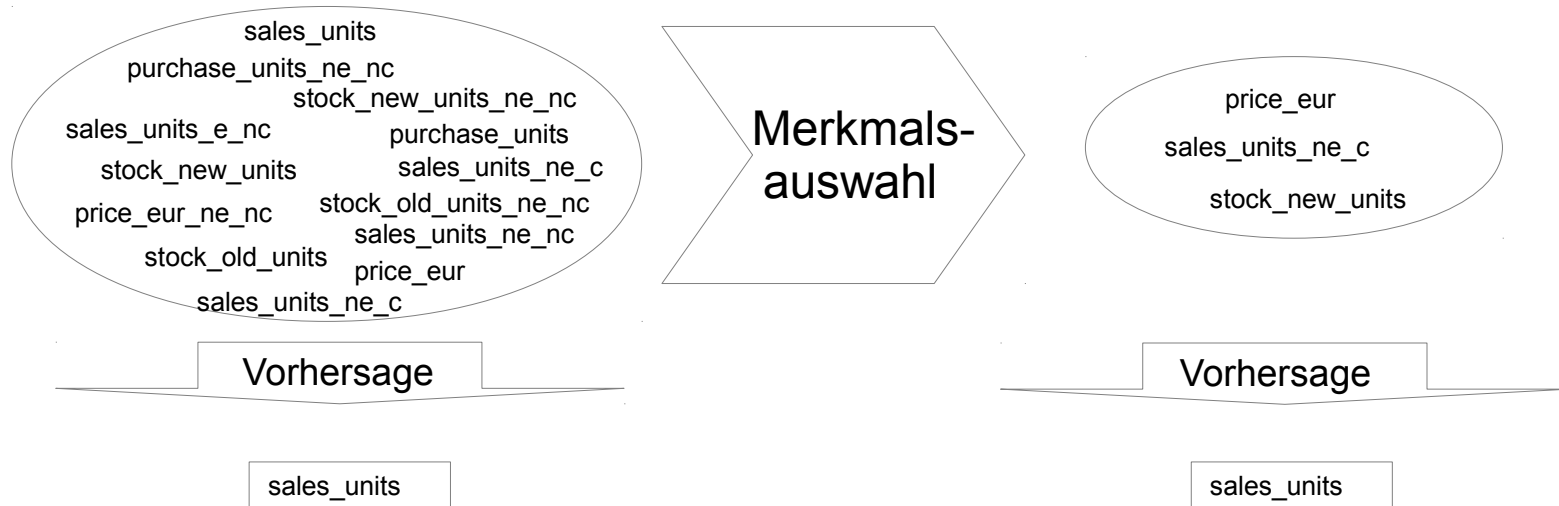 sales_units
purchase_units_ne_nc
stock_new_units_ne_nc
sales_units_e_nc
purchase_units
stock_new_units
sales_units_ne_c
price_eur_ne_nc
stock_old_units_ne_nc
sales_units_ne_nc
stock_old_units
price_eur
sales_units_ne_c
Merkmals-
auswahl
price_eur
sales_units_ne_c
stock_new_units
Vorhersage
Vorhersage
sales_units
sales_units